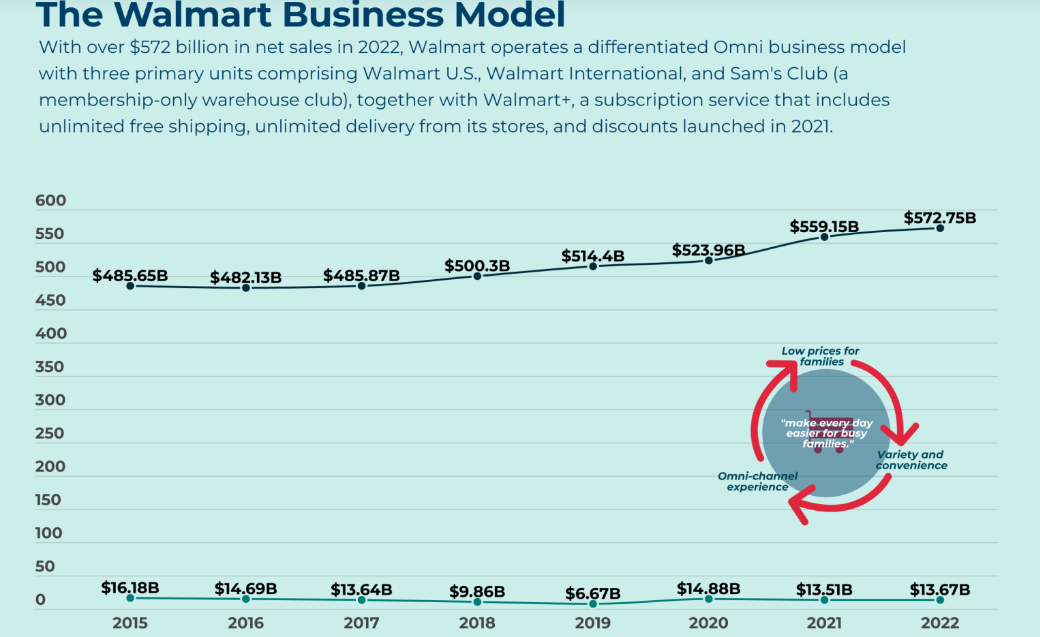 The Walmart Business Model
With over $572 billion in net sales in 2022, Walmart operates a differentiated Omni business model
with three primary units comprising Walmart U.S., Walmart International, and Sam's Club (a
membership-only warehouse club), together with Walmart+, a subscription service that includes
unlimited free shipping, unlimited delivery from its stores, and discounts launched in 2021.
600
550
500
450
400
350
300
250
200
150
100
50
0
$485.65B
$482.13B
$485.87B
$500.3B
$514.4B
$523.96B
$559.15B
$572.75B
Low prices for
families
"make every day
easier for busy
families."
Variety and
convenience
Omni-channel
experience
$16.18B
$14.69B
$13.64B
$9.86B
$6.67B
$14.88B
$13.51B
$13.67B
2015
2016
2017
2018
2019
2020
2021
2022